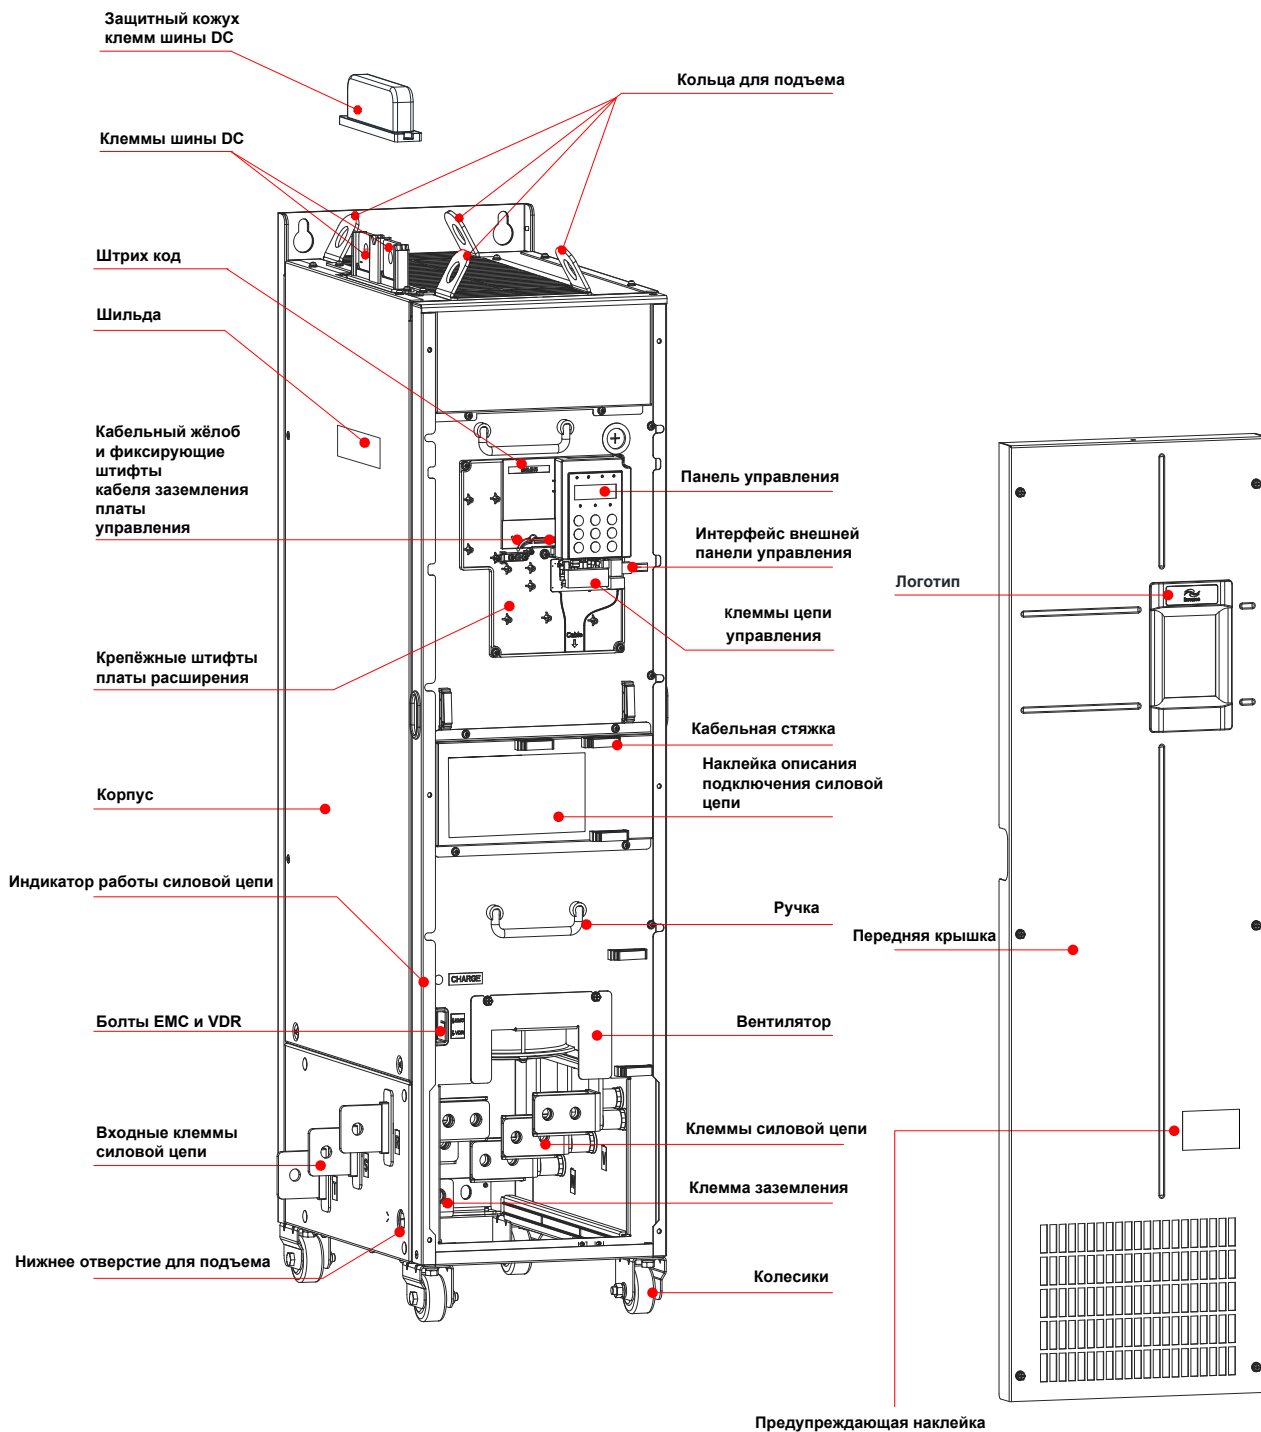 Защитный кожух
клемм шины DC
Кольца для подъема
Клеммы шины DC
Штрих код
Шильда
Кабельный жёлоб
и фиксирующие
штифты
кабеля заземления
платы
управления
Панель управления
Интерфейс внешней
панели управления
Логотип
Клеммы цепи
управления
Cable
Крепёжные штифты
платы расширения
Кабельная стяжка
Наклейка описания
подключения силовой
цепи
Корпус
Индикатор работы силовой цепи
Ручка
Передняя крышка
CHARGE
Болты EMC и VDR
Вентилятор
Входные клеммы
силовой цепи
Клеммы силовой цепи
Клемма заземления
Нижнее отверстие для подъема
Колесики
Предупреждающая наклейка